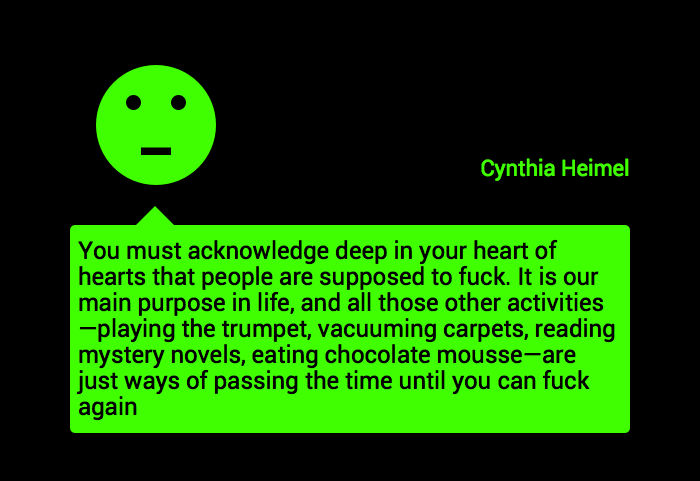 Cynthia Heimel
You must acknowledge deep in your heart of
hearts that people are supposed to fuck. It is our
main purpose in life, and all those other activities
—playing the trumpet, vacuuming carpets, reading
mystery novels, eating chocolate mousse—are
just ways of passing the time until you can fuck
again